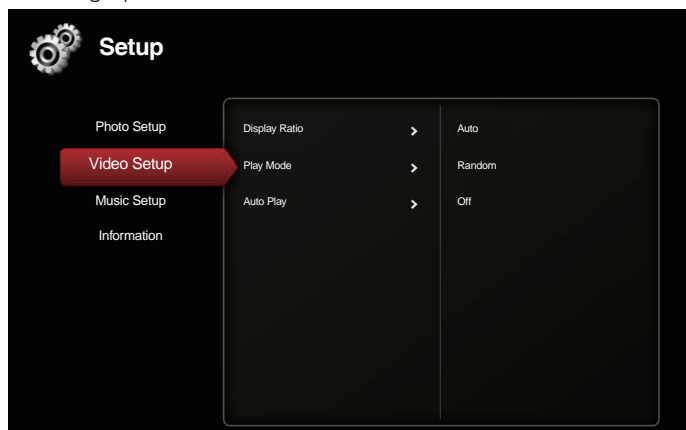 Setup
Photo Setup
Video Setup
Music Setup
Information
Display Ratio
Auto
Play Mode
Random
Auto Play
Off